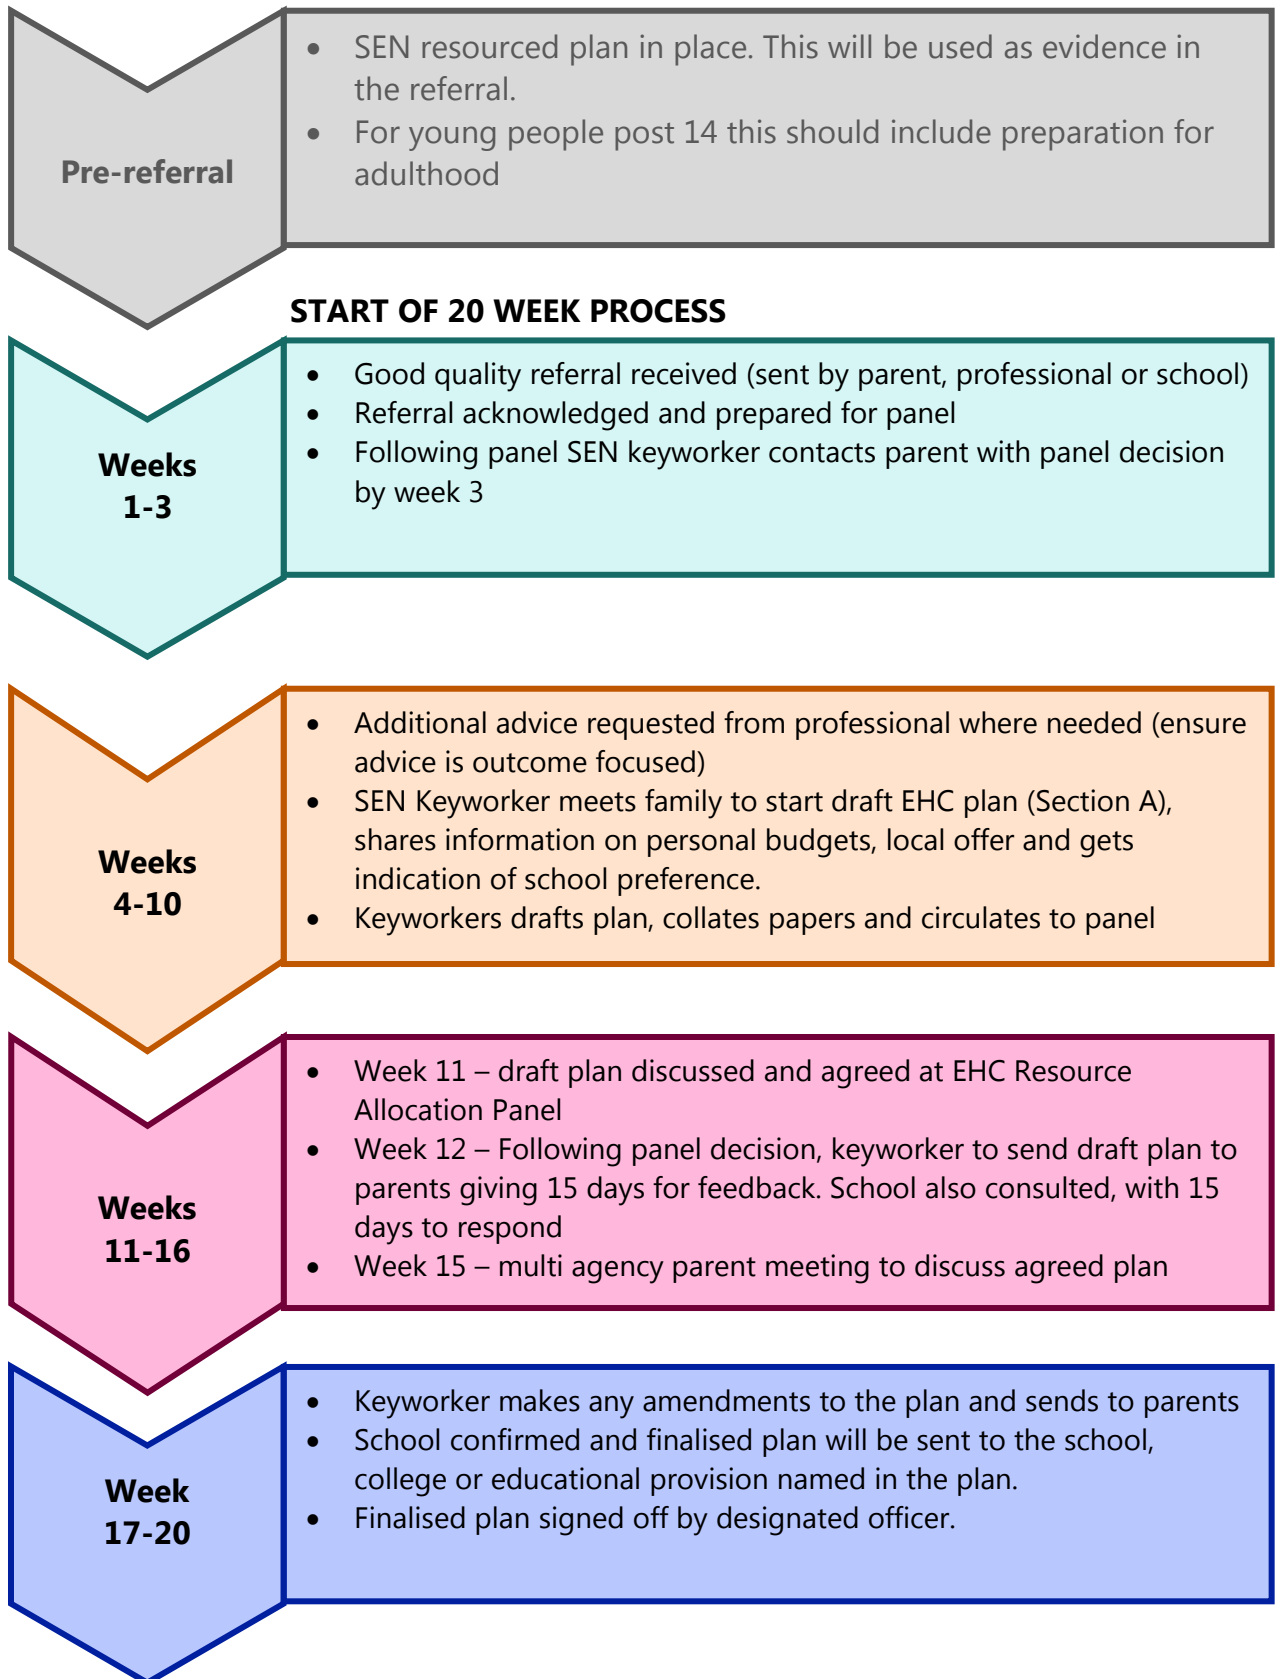 Pre-referral
• SEN resourced plan in place. This will be used as evidence in
the referral.
• For young people post 14 this should include preparation for
adulthood
START OF 20 WEEK PROCESS
Weeks
1-3
• Good quality referral received (sent by parent, professional or school)
• Referral acknowledged and prepared for panel
• Following panel SEN keyworker contacts parent with panel decision
by week 3
Weeks
4-10
• Additional advice requested from professional where needed (ensure
advice is outcome focused)
• SEN Keyworker meets family to start draft EHC plan (Section A),
shares information on personal budgets, local offer and gets
indication of school preference.
• Keyworkers drafts plan, collates papers and circulates to panel
Weeks
11-16
• Week 11 – draft plan discussed and agreed at EHC Resource
Allocation Panel
• Week 12 – Following panel decision, keyworker to send draft plan to
parents giving 15 days for feedback. School also consulted, with 15
days to respond
• Week 15 – multi agency parent meeting to discuss agreed plan
Week
17-20
• Keyworker makes any amendments to the plan and sends to parents
• School confirmed and finalised plan will be sent to the school,
college or educational provision named in the plan.
• Finalised plan signed off by designated officer.